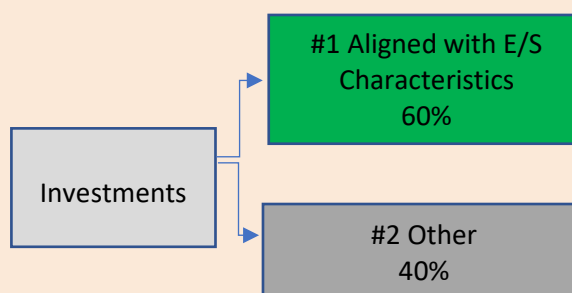 #1 Aligned with E/S
Characteristics
60%
Investments
#2 Other
40%